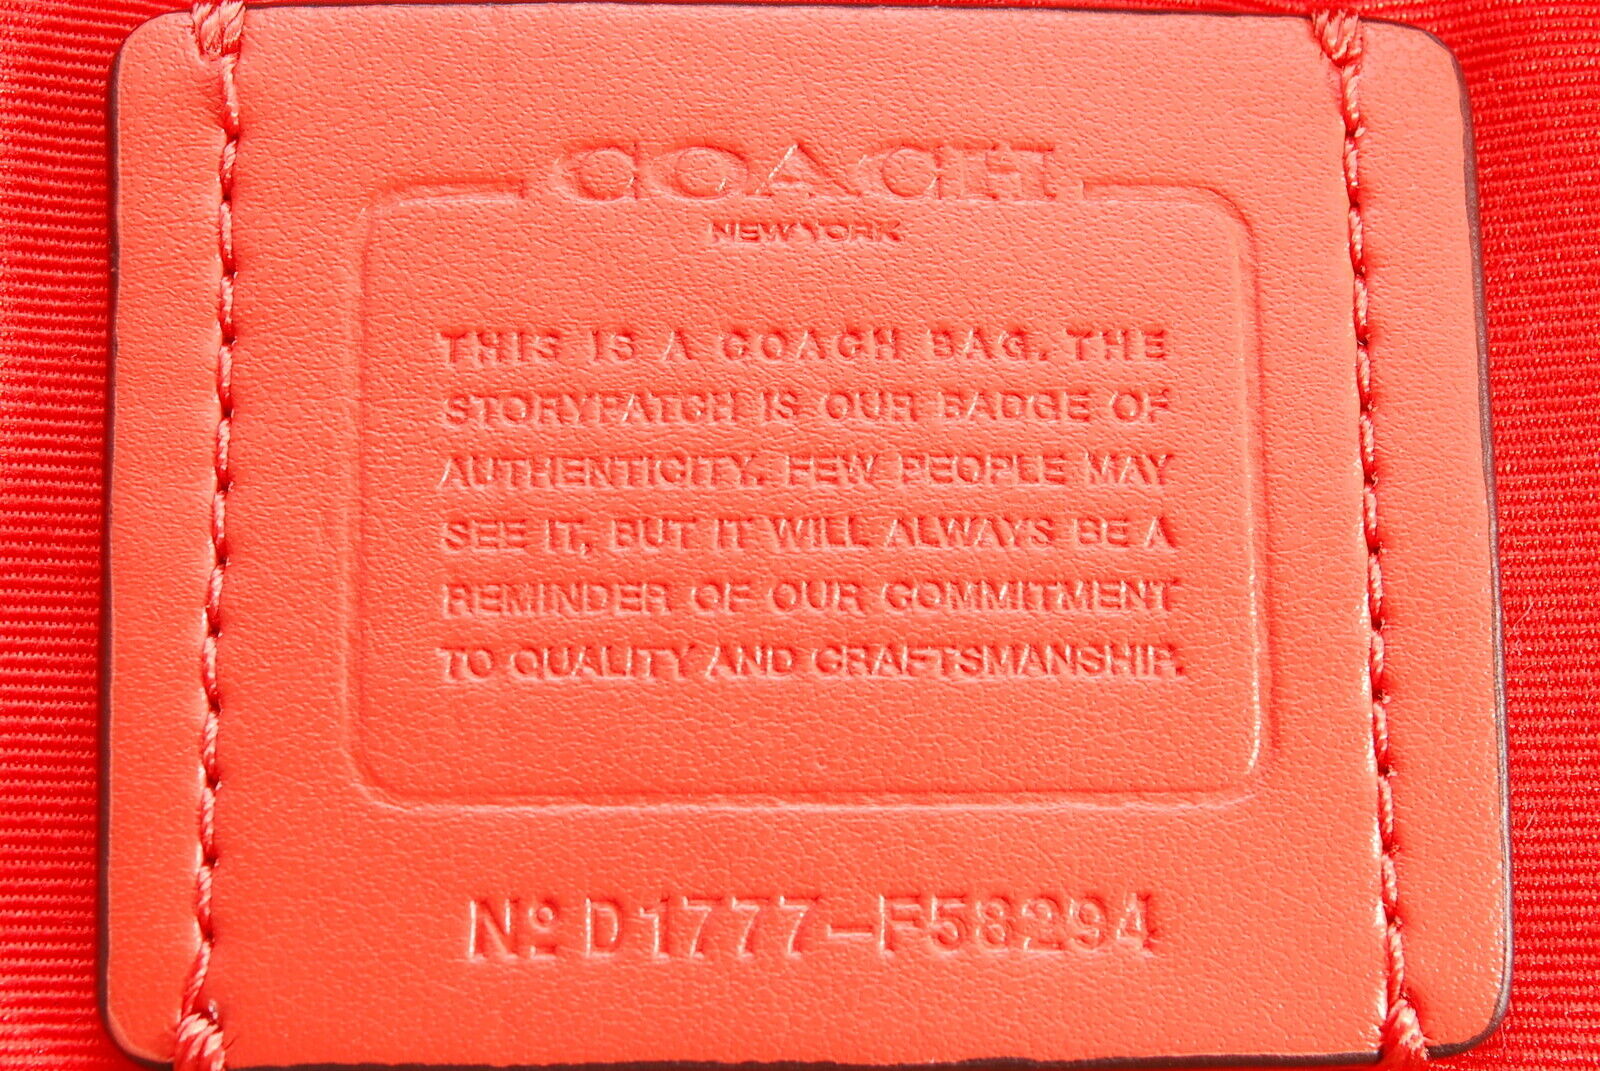 COACH
NEW YORK
THIS IS A COACH BAG. THE
STORYPATCH IS OUR BADGE OF
AUTHENTICITY. FEW PEOPLE MAY
SEE IT, BUT IT WILL ALWAYS BE A
REMINDER OF OUR COMMITMENT
TO QUALITY AND CRAFTSMANSHIP.
Nº D1777-F58294